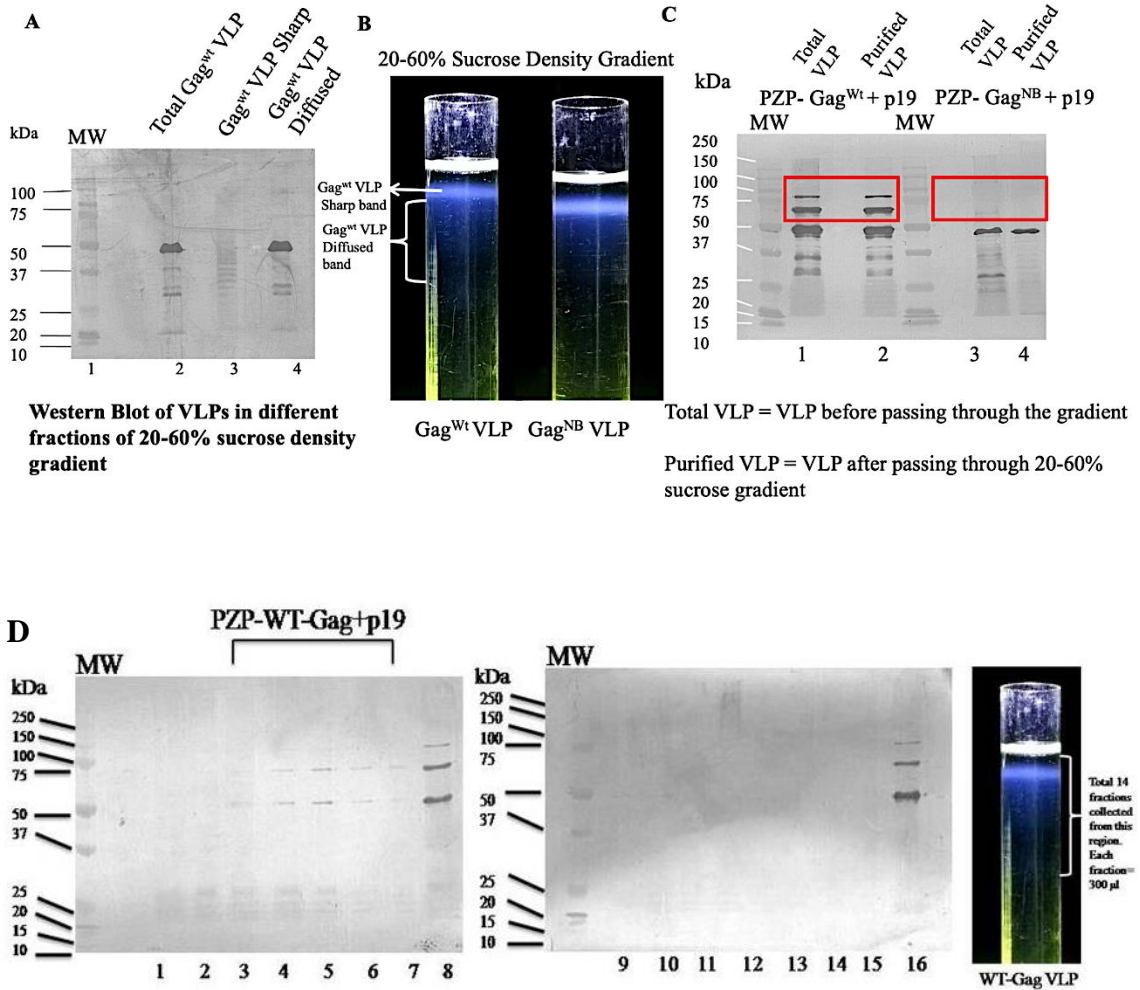 A
Total Gag^wt VLP
Gag^wt VLP Sharp
Gag^wt VLP
Diffused
kDa
MW
100
75
50
37
25
20
10
1 2 3 4
Western Blot of VLPs in different
fractions of 20-60% sucrose density
gradient
B
20-60% Sucrose Density Gradient
Gag^wt VLP
Sharp band
Gag^wt VLP
Diffused
band
Gag^Wt VLP Gag^NB VLP
C
Total
VLP
Purified
VLP
Total
VLP
Purified
VLP
kDa
PZP- Gag^Wt + p19 PZP- Gag^NB + p19
MW MW
250
150
100
75
50
37
25
20
15
10
1 2 3 4
Total VLP = VLP before passing through the gradient
Purified VLP = VLP after passing through 20-60%
sucrose gradient
D
PZP-WT-Gag+p19
MW
kDa
250
150
100
75
50
37
25
20
15
10
1 2 3 4 5 6 7 8
MW
kDa
250
150
100
75
50
37
25
20
15
10
9 10 11 12 13 14 15 16
Total 14
fractions
collected
from this
region.
Each
fraction=
300 µl
WT-Gag VLP